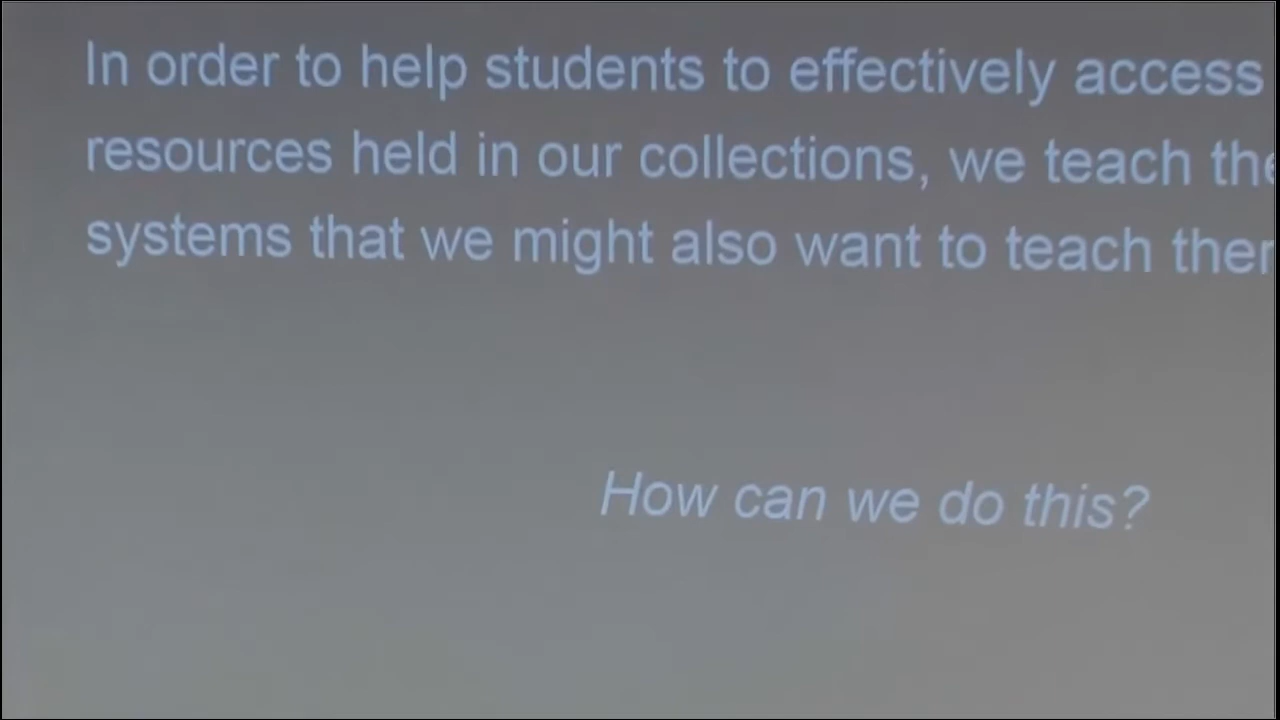 In order to help students to effectively access
resources held in our collections, we teach
systems that we might also want to teach
How can we do this?